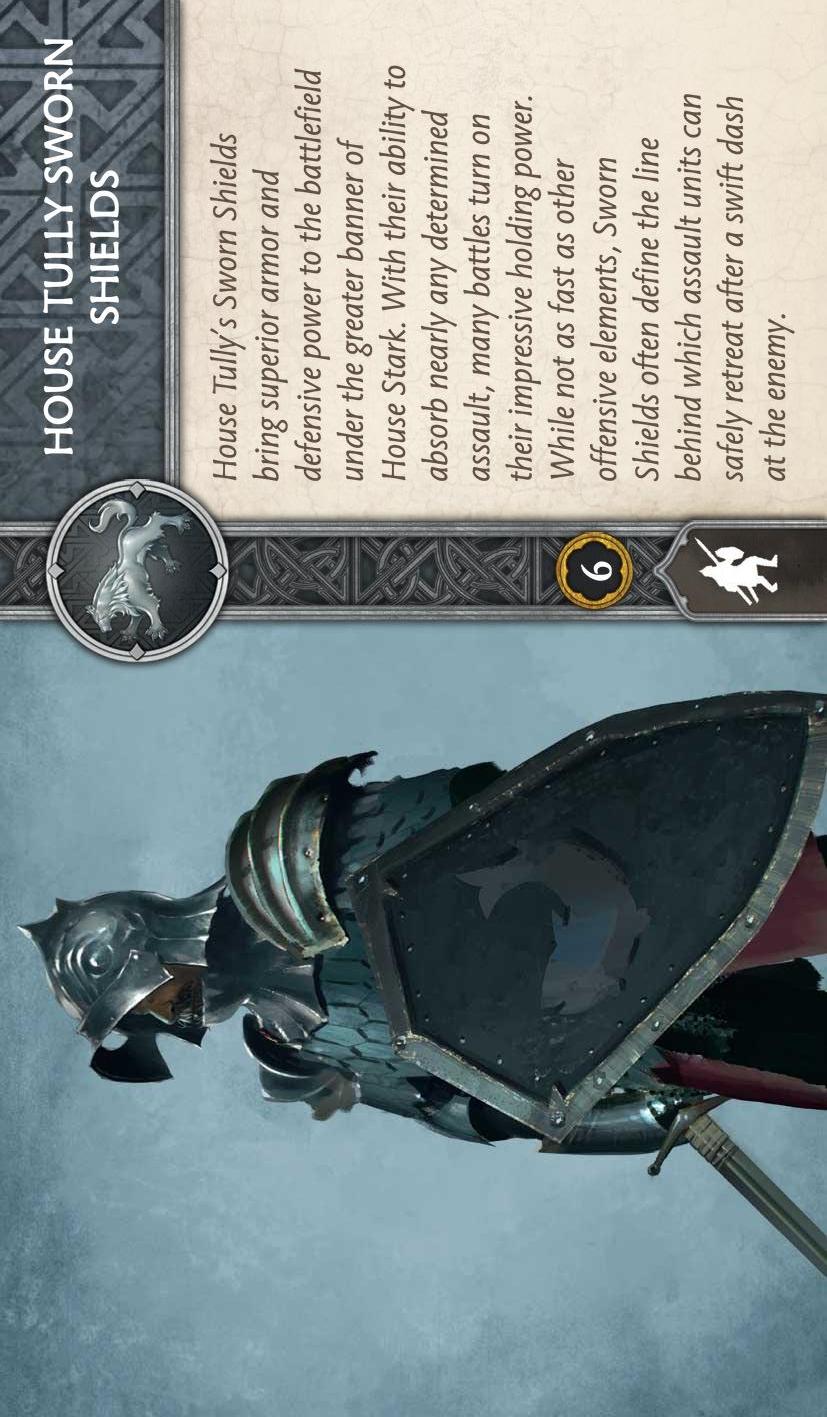 HOUSE TULLY SWORN
SHIELDS
House Tully's Sworn Shields
bring superior armor and
defensive power to the battlefield
under the greater banner of
House Stark. With their ability to
absorb nearly any determined
assault, many battles turn on
their impressive holding power.
While not as fast as other
offensive elements, Sworn
Shields often define the line
behind which assault units can
safely retreat after a swift dash
at the enemy.
6